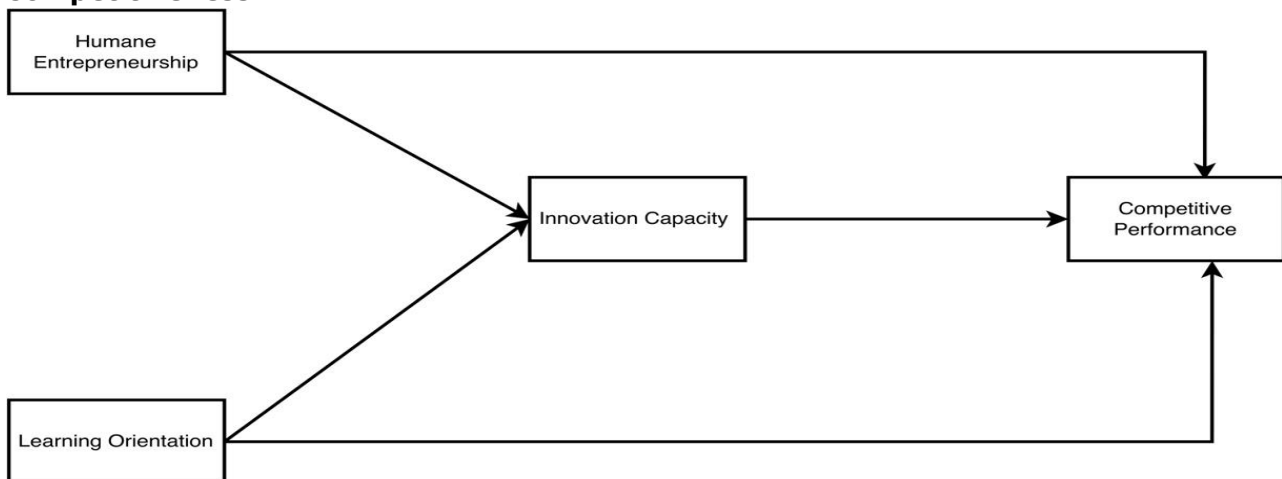 Humane
Entrepreneurship
Innovation Capacity
Competitive
Performance
Learning Orientation